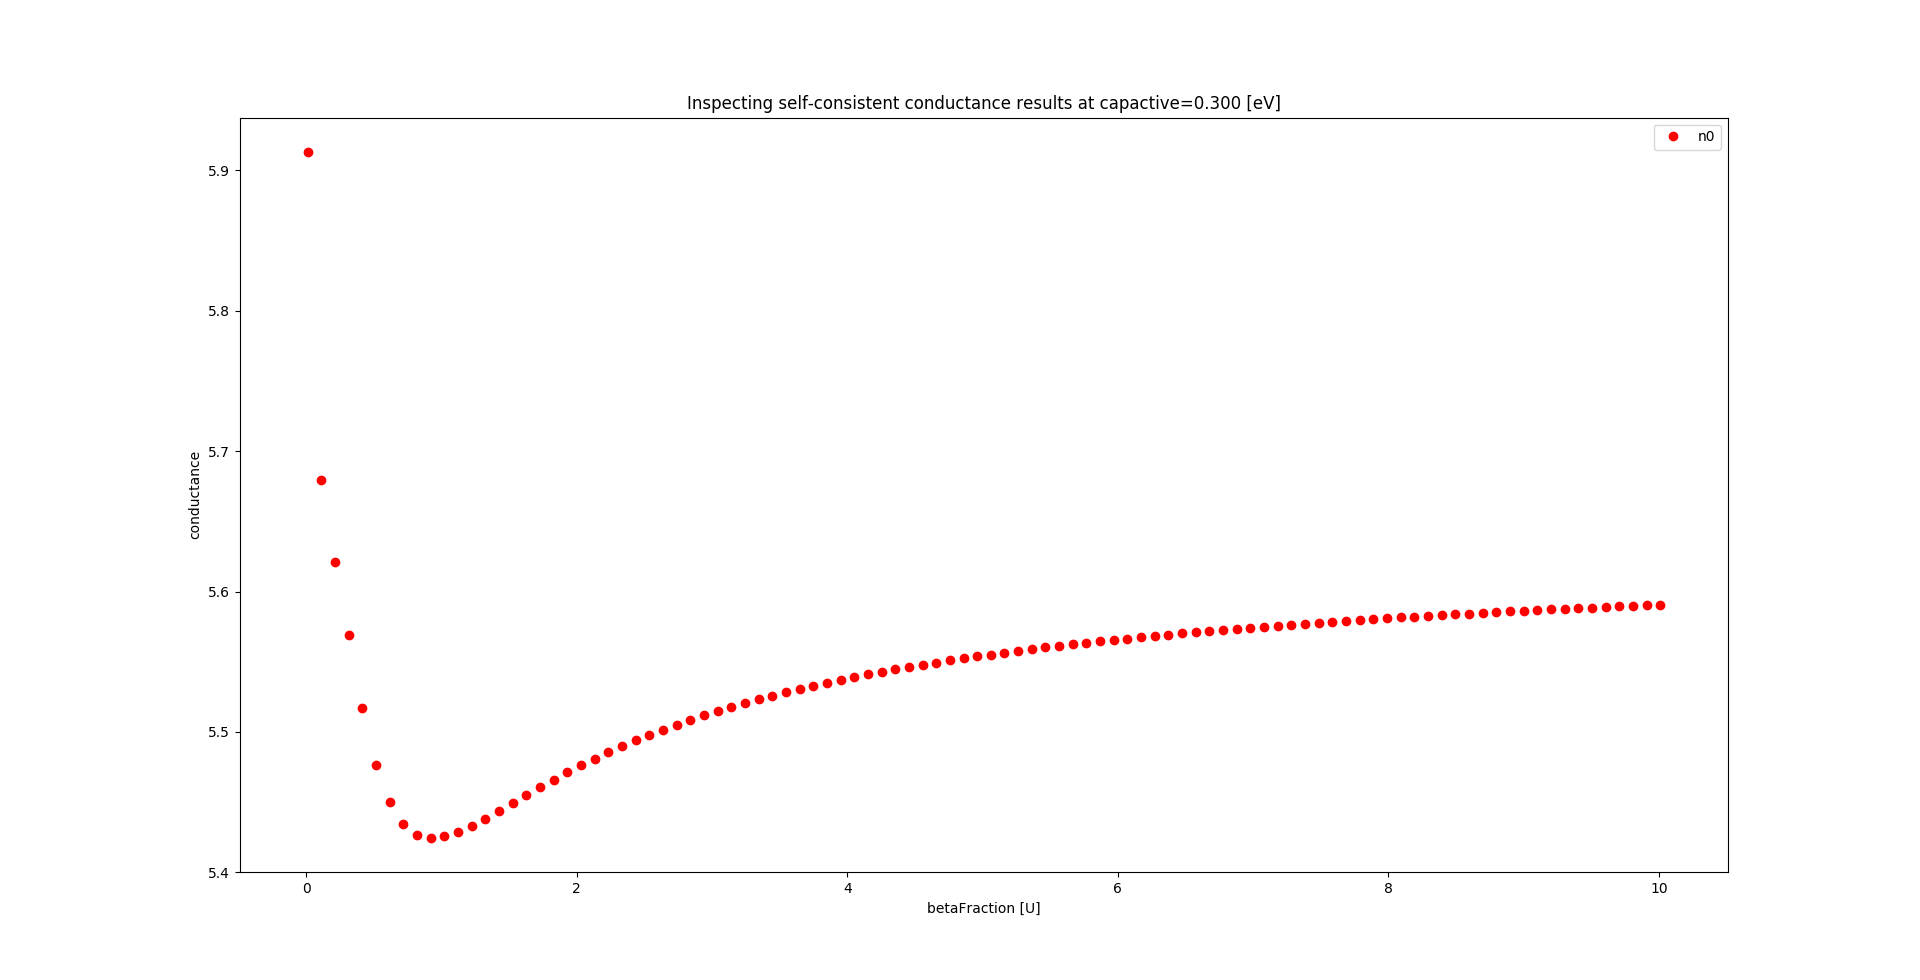 Inspecting self-consistent conductance results at capactive=0.300 [eV]
n0
5.9
5.8
5.7
5.6
5.5
5.4
conductance
0 2 4 6 8 10
betaFraction [U]